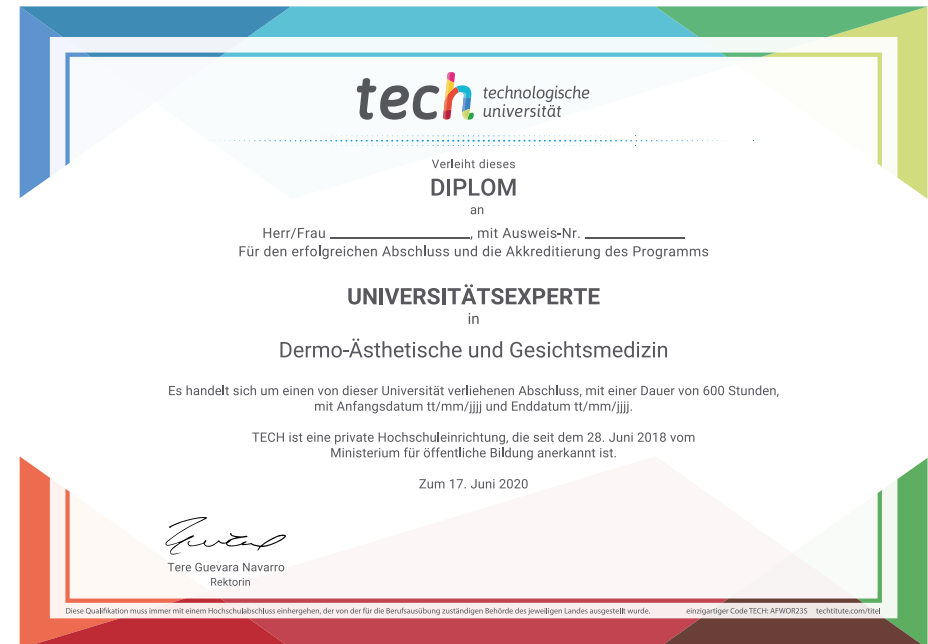 tech technologische
universität
Verleiht dieses
DIPLOM
an
Herr/Frau ____________________, mit Ausweis-Nr. ______________
Für den erfolgreichen Abschluss und die Akkreditierung des Programms
UNIVERSITÄTSEXPERTE
in
Dermo-Ästhetische und Gesichtsmedizin
Es handelt sich um einen von dieser Universität verliehenen Abschluss, mit einer Dauer von 600 Stunden,
mit Anfangsdatum tt/mm/jjjj und Enddatum tt/mm/jjjj.
TECH ist eine private Hochschuleinrichtung, die seit dem 28. Juni 2018 vom
Ministerium für öffentliche Bildung anerkannt ist.
Zum 17. Juni 2020
Tere Guevara Navarro
Rektorin
Diese Qualifikation muss immer mit einem Hochschulabschluss einhergehen, der von der für die Berufsausübung zuständigen Behörde des jeweiligen Landes ausgestellt wurde. einzigartiger Code TECH: AFWOR23S techtitute.com/titel